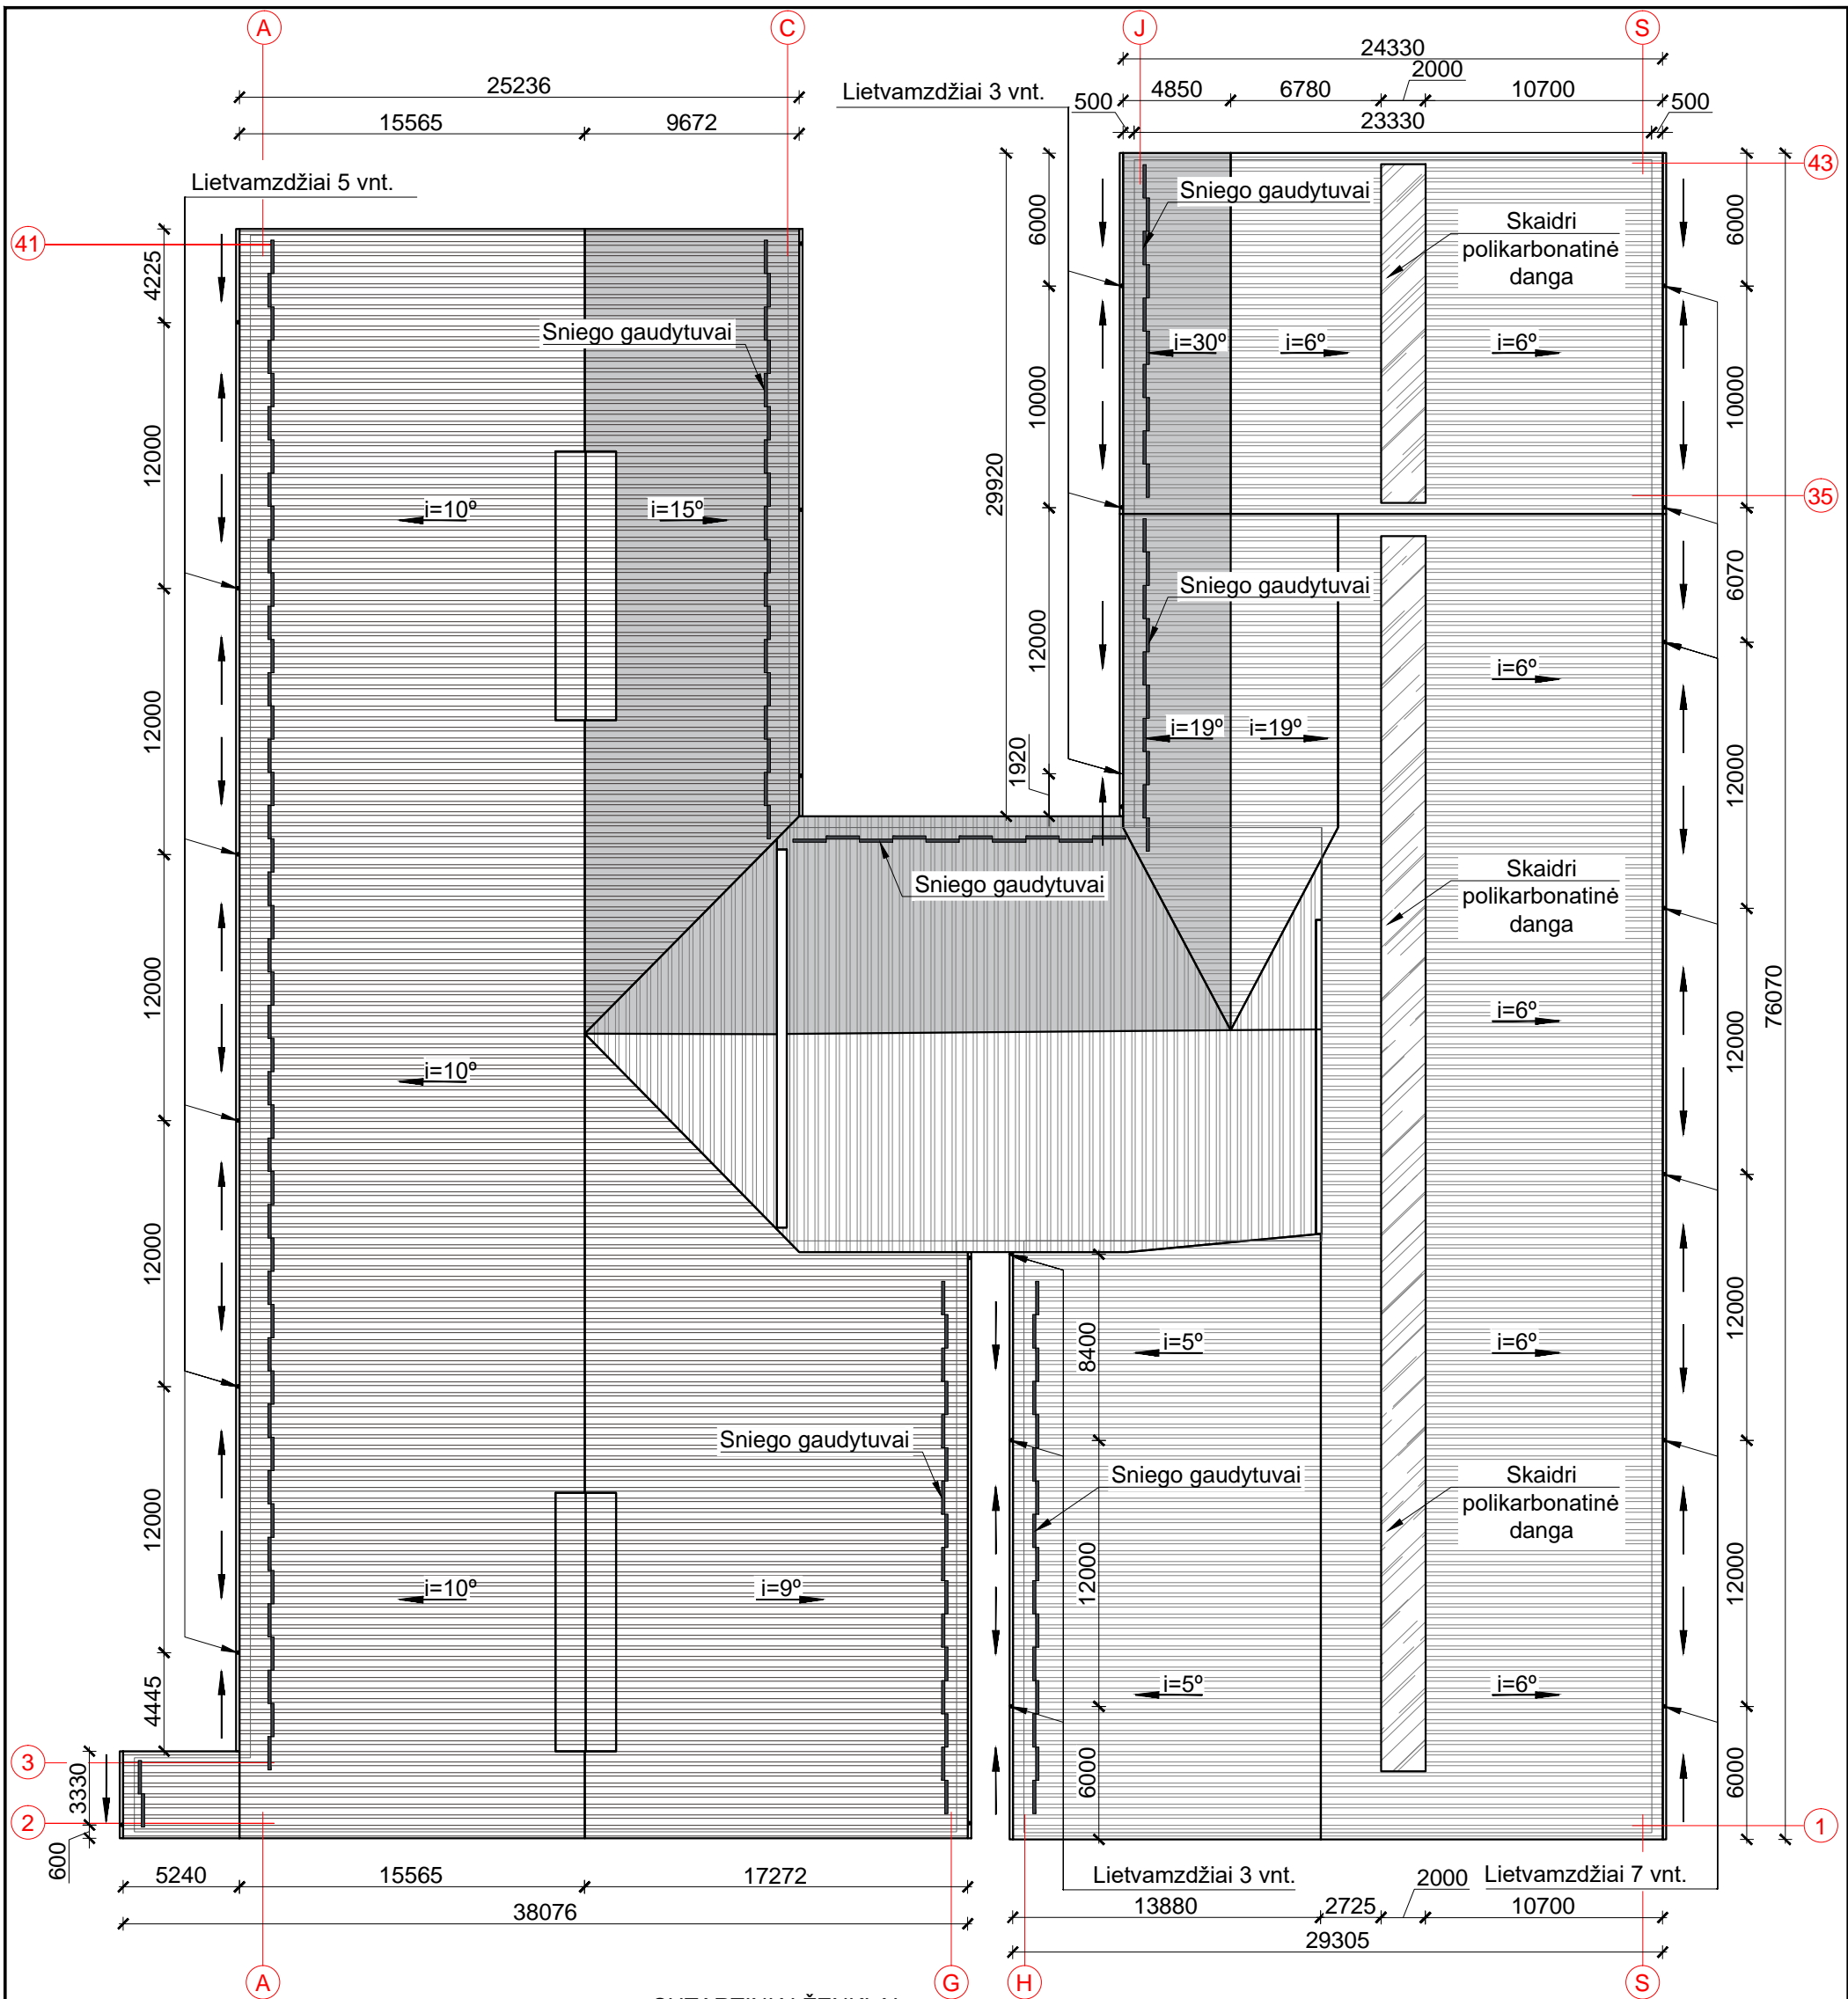 A
C
J
S
24330
2000
25236
4850
6780
10700
Lietvamzdžiai 3 vnt.
500
500
15565
9672
23330
43
Lietvamzdžiai 5 vnt.
Sniego gaudytuvai
6000
6000
Skaidri
polikarbonatinė
danga
41
4225
Sniego gaudytuvai
i=30º
i=6º
i=6º
10000
10000
12000
29920
35
i=10º
i=15º
Sniego gaudytuvai
6070
12000
i=6º
12000
i=19º
i=19º
1920
12000
Skaidri
polikarbonatinė
danga
Sniego gaudytuvai
12000
76070
i=6º
12000
i=10º
12000
12000
8400
i=5º
i=6º
Sniego gaudytuvai
Sniego gaudytuvai
Skaidri
polikarbonatinė
danga
12000
12000
12000
i=10º
i=9º
4445
i=5º
i=6º
3
3330
6000
6000
2
1
600
5240
15565
17272
Lietvamzdžiai 3 vnt.
2000
Lietvamzdžiai 7 vnt.
38076
13880
2725
10700
29305
A
G
H
S